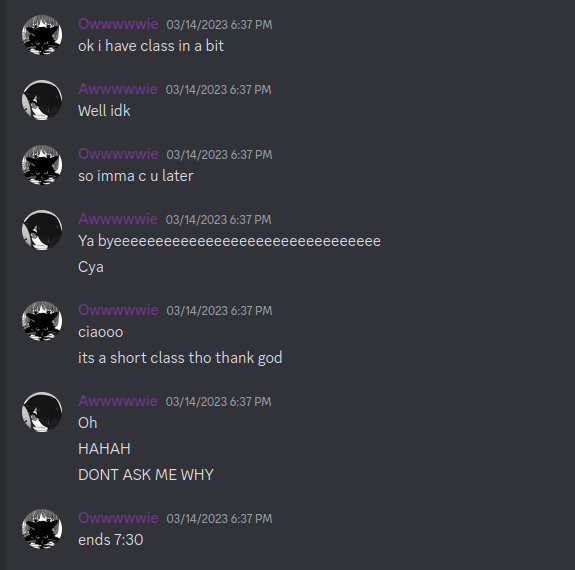 Owwwwwie 03/14/2023 6:37 PM
ok i have class in a bit
Awwwwwie 03/14/2023 6:37 PM
Well idk
Owwwwwie 03/14/2023 6:37 PM
so imma c u later
Awwwwwie 03/14/2023 6:37 PM
Ya byeeeeeeeeeeeeeeeeeeeeeeeeeeeeeeee
Cya
Owwwwwie 03/14/2023 6:37 PM
ciaooo
its a short class tho thank god
Awwwwwie 03/14/2023 6:37 PM
Oh
HAHAH
DONT ASK ME WHY
Owwwwwie 03/14/2023 6:37 PM
ends 7:30